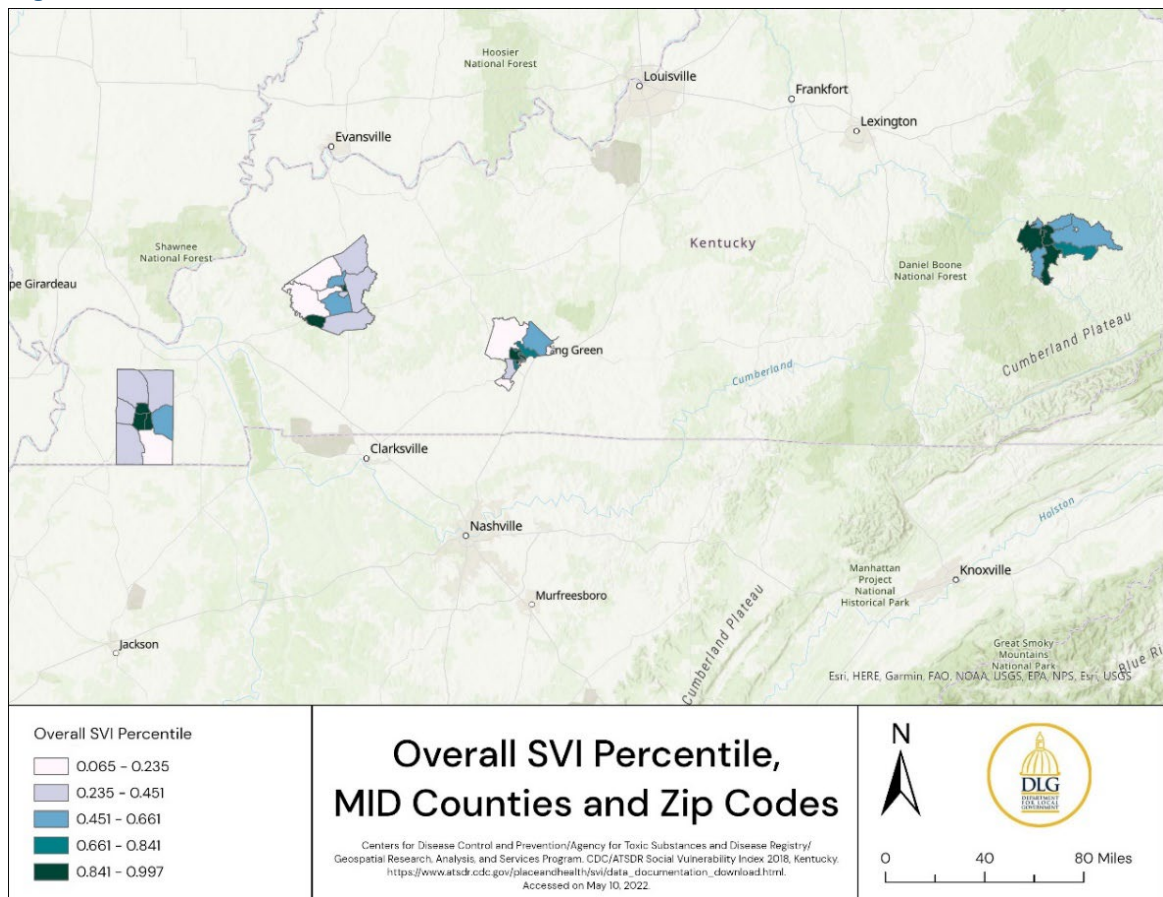 Hoosier
National Forest
Louisville
Frankfort
Lexington
Evansville
Shawnee
National Forest
Kentucky
Daniel Boone
National Forest
pe Girardeau
ing Green
Cumberland Plateau
Cumberland
Clarksville
Nashville
Holston
Manhattan
Project
National
Historical Park
Knoxville
Murfreesboro
Cumberland Plateau
Jackson
Great Smoky
Mountains
National Park
Blue Ri
Esri, HERE, Garmin, FAO, NOAA, USGS, EPA, NPS, Esri, USGS
Overall SVI Percentile
0.065 - 0.235
0.235 - 0.451
0.451 - 0.661
0.661 - 0.841
0.841 - 0.997
Overall SVI Percentile,
MID Counties and Zip Codes
Centers for Disease Control and Prevention/Agency for Toxic Substances and Disease Registry/
Geospatial Research, Analysis, and Services Program. CDC/ATSDR Social Vulnerability Index 2018, Kentucky.
https://www.atsdr.cdc.gov/placeandhealth/svi/data_documentation_download.html.
Accessed on May 10, 2022.
N
DLG
DEPARTMENT
FOR LOCAL
GOVERNMENT
0 40 80 Miles